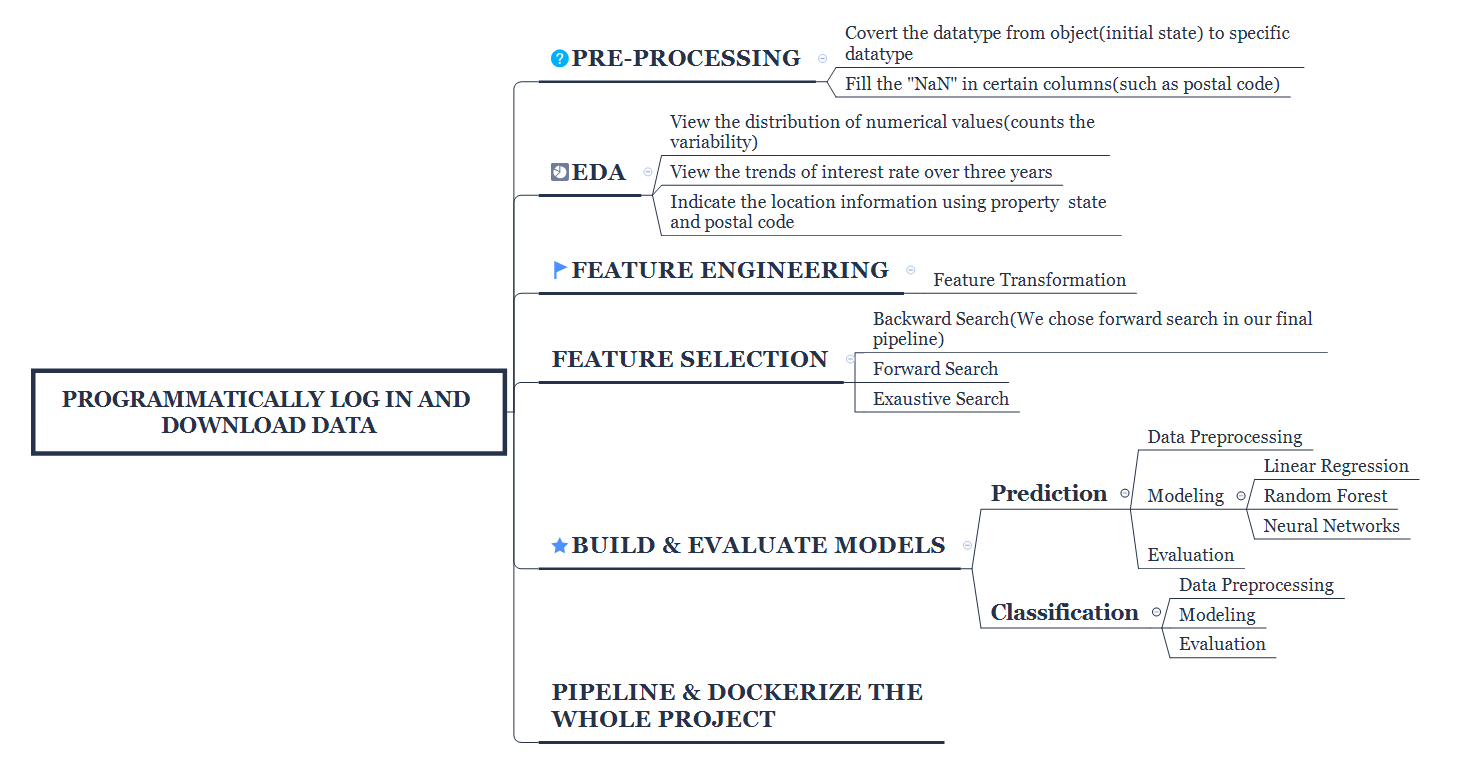 PRE-PROCESSING
Covert the datatype from object(initial state) to specific
datatype
Fill the "NaN" in certain columns(such as postal code)
EDA
View the distribution of numerical values(counts the
variability)
View the trends of interest rate over three years
Indicate the location information using property  state
and postal code
FEATURE ENGINEERING
Feature Transformation
FEATURE SELECTION
Backward Search(We chose forward search in our final
pipeline)
Forward Search
Exaustive Search
PROGRAMMATICALLY LOG IN AND
DOWNLOAD DATA
BUILD & EVALUATE MODELS
Prediction
Data Preprocessing
Modeling
Linear Regression
Random Forest
Neural Networks
Evaluation
Classification
Data Preprocessing
Modeling
Evaluation
PIPELINE & DOCKERIZE THE
WHOLE PROJECT